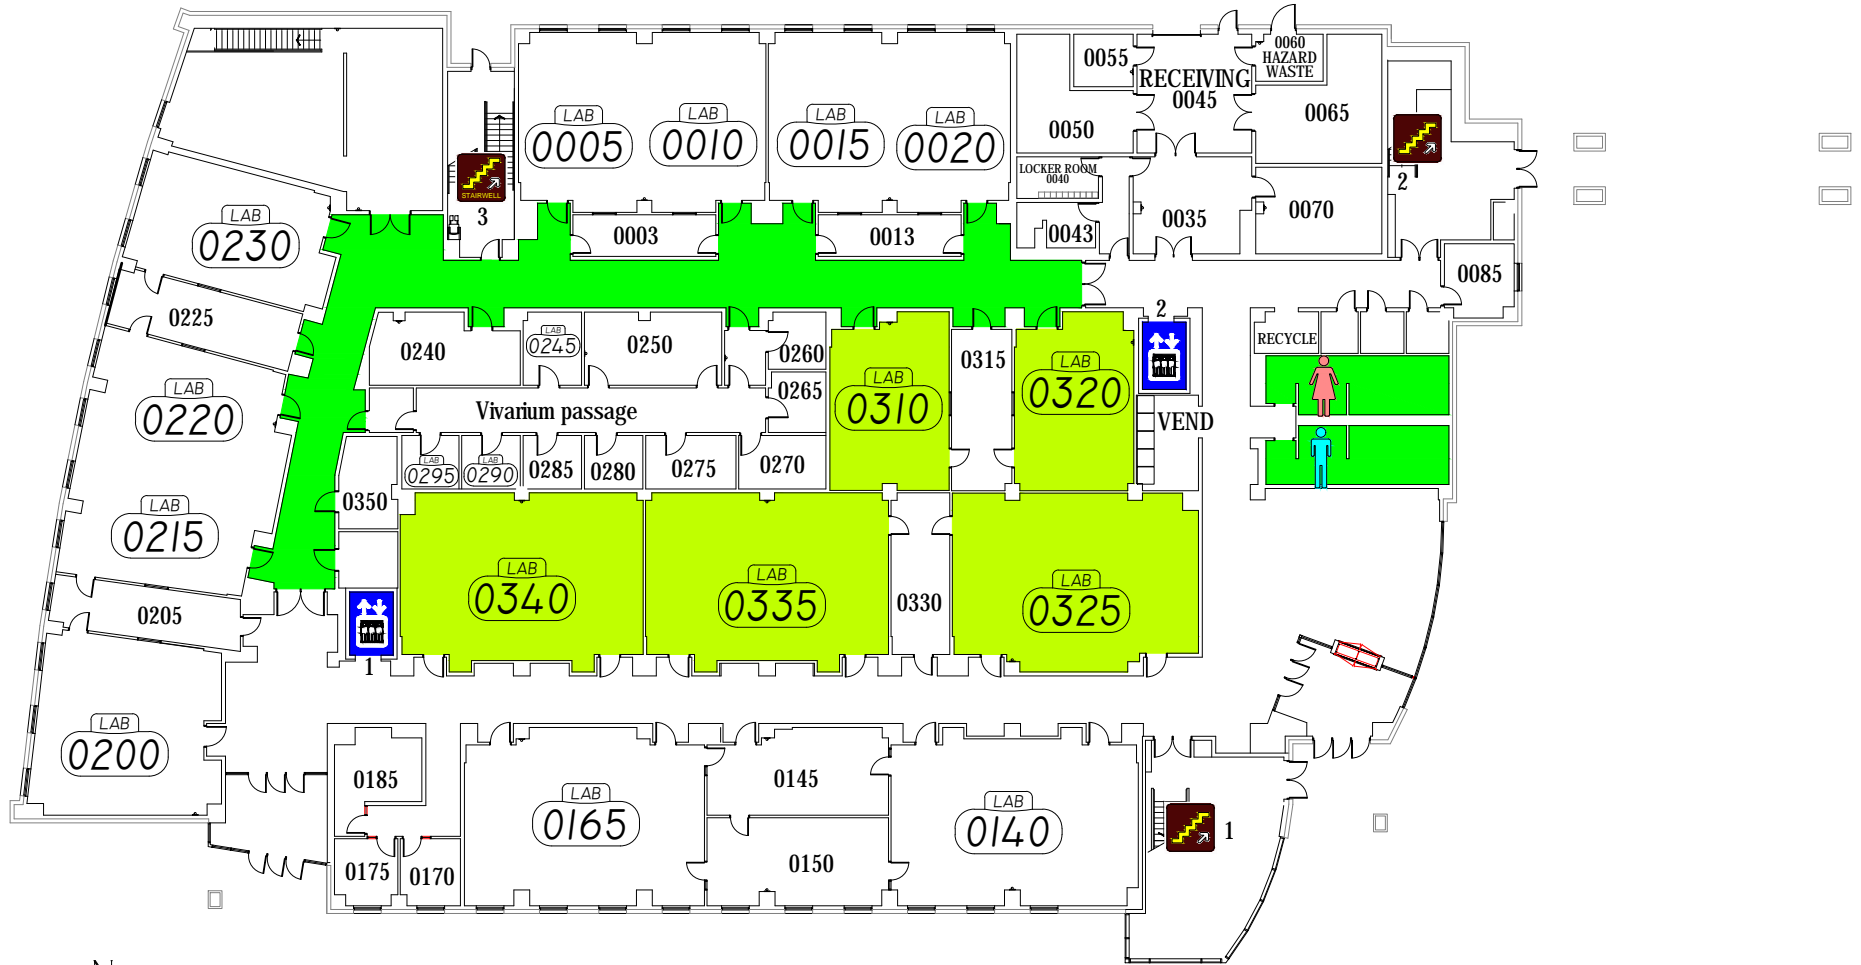 0055
0060
HAZARD
WASTE
RECEIVING
0045
LAB
0005
LAB
0010
LAB
0015
LAB
0020
0050
0065
LOCKER ROOM
0040
STAIRWELL
3
2
LAB
0230
0003
0013
0043
0035
0070
0085
0225
2
0240
LAB
0245
0250
0260
0315
RECYCLE
0265
LAB
0310
LAB
0320
LAB
0220
Vivarium passage
VEND
LAB
0295
LAB
0290
0285
0280
0275
0270
0350
LAB
0215
LAB
0340
LAB
0335
0330
LAB
0325
0205
1
LAB
0200
0185
0145
LAB
0165
LAB
0140
1
0175
0170
0150
N